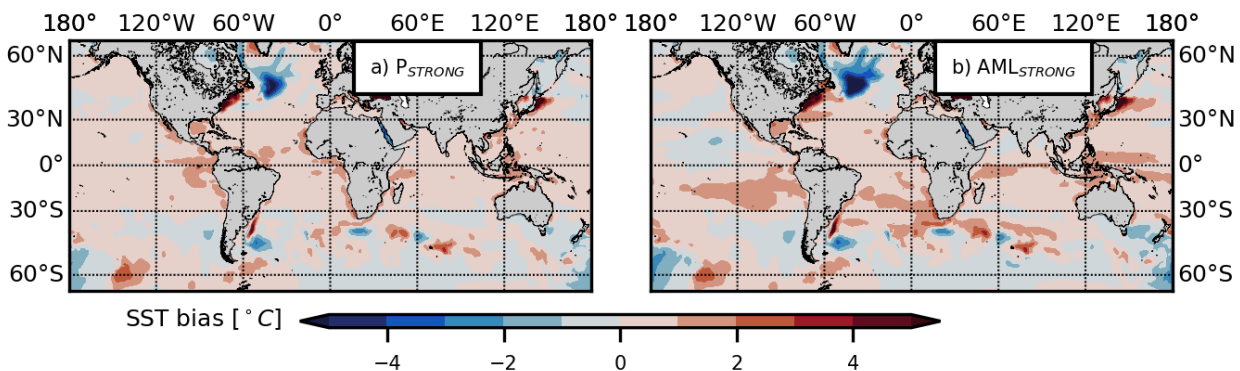 180° 120°W 60°W 0° 60°E 120°E 180° 180° 120°W 60°W 0° 60°E 120°E 180°
60°N 60°N
a) P_STRONG b) AML_STRONG
30°N 30°N
0° 0°
30°S 30°S
60°S 60°S
SST bias [°C]
−4 −2 0 2 4